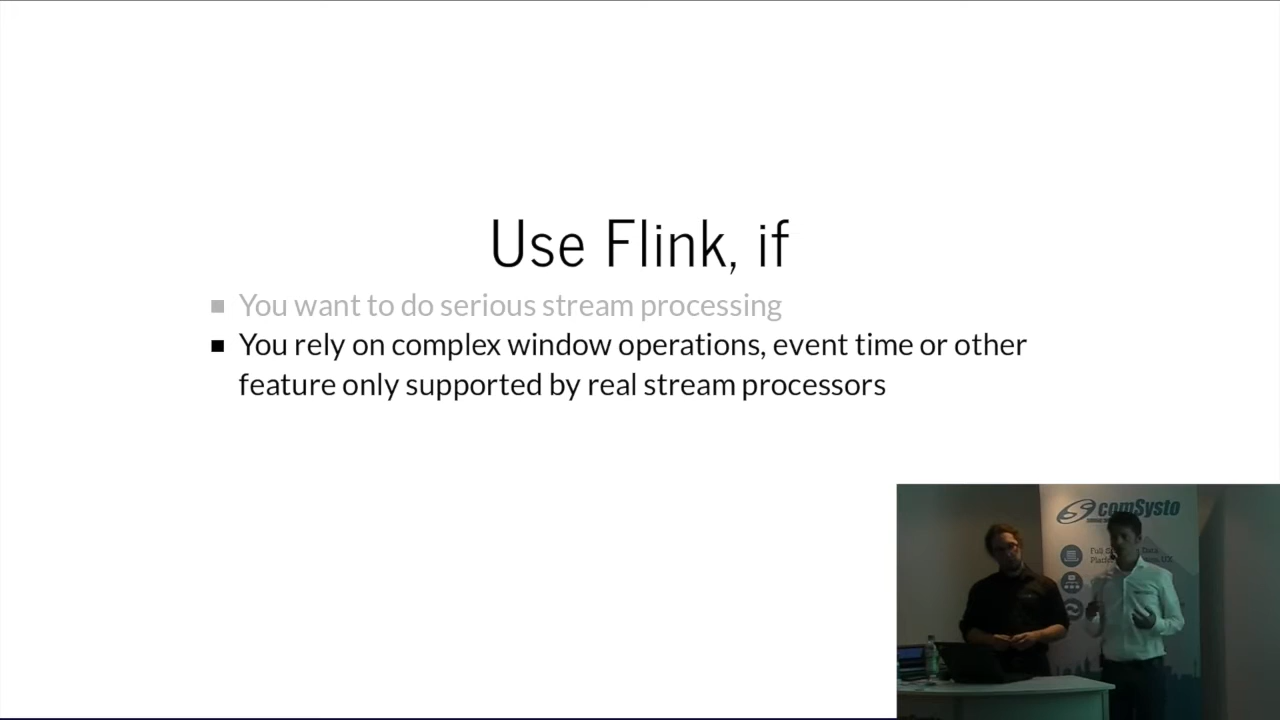 Use Flink, if
You want to do serious stream processing
You rely on complex window operations, event time or other
feature only supported by real stream processors
comSysto